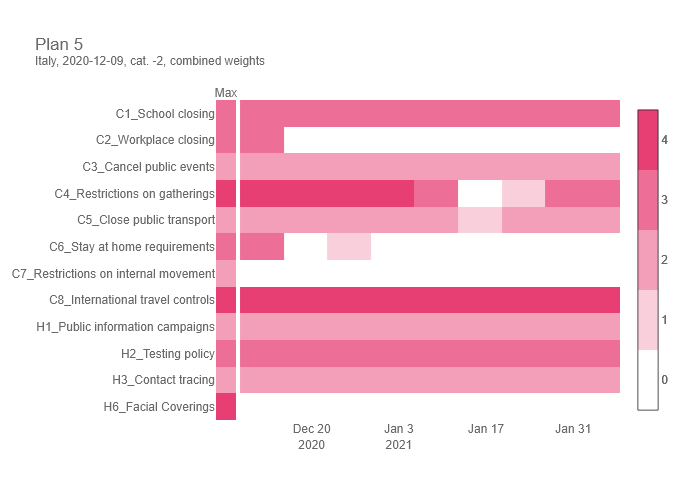 Plan 5
Italy, 2020-12-09, cat. -2, combined weights
Max
C1_School closing
C2_Workplace closing
C3_Cancel public events
C4_Restrictions on gatherings
C5_Close public transport
C6_Stay at home requirements
C7_Restrictions on internal movement
C8_International travel controls
H1_Public information campaigns
H2_Testing policy
H3_Contact tracing
H6_Facial Coverings
Dec 20 Jan 3 Jan 17 Jan 31
2020 2021
4
3
2
1
0